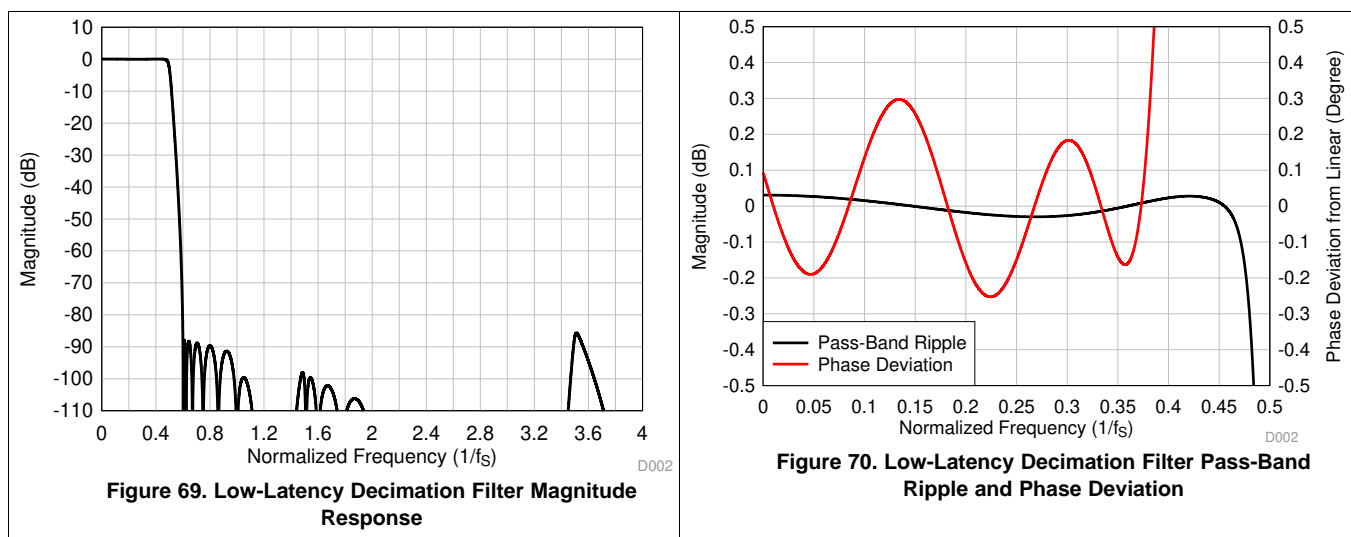 10
0
-10
-20
-30
-40
-50
-60
-70
-80
-90
-100
-110
Magnitude (dB)
0 0.4 0.8 1.2 1.6 2 2.4 2.8 3.2 3.6 4
Normalized Frequency (1/fS)
D002
Figure 69. Low-Latency Decimation Filter Magnitude
Response
0.5
0.4
0.3
0.2
0.1
0
-0.1
-0.2
-0.3
-0.4
-0.5
Magnitude (dB)
Pass-Band Ripple
Phase Deviation
0.5
0.4
0.3
0.2
0.1
0
-0.1
-0.2
-0.3
-0.4
-0.5
Phase Deviation from Linear (Degree)
0 0.05 0.1 0.15 0.2 0.25 0.3 0.35 0.4 0.45 0.5
Normalized Frequency (1/fS)
D002
Figure 70. Low-Latency Decimation Filter Pass-Band
Ripple and Phase Deviation